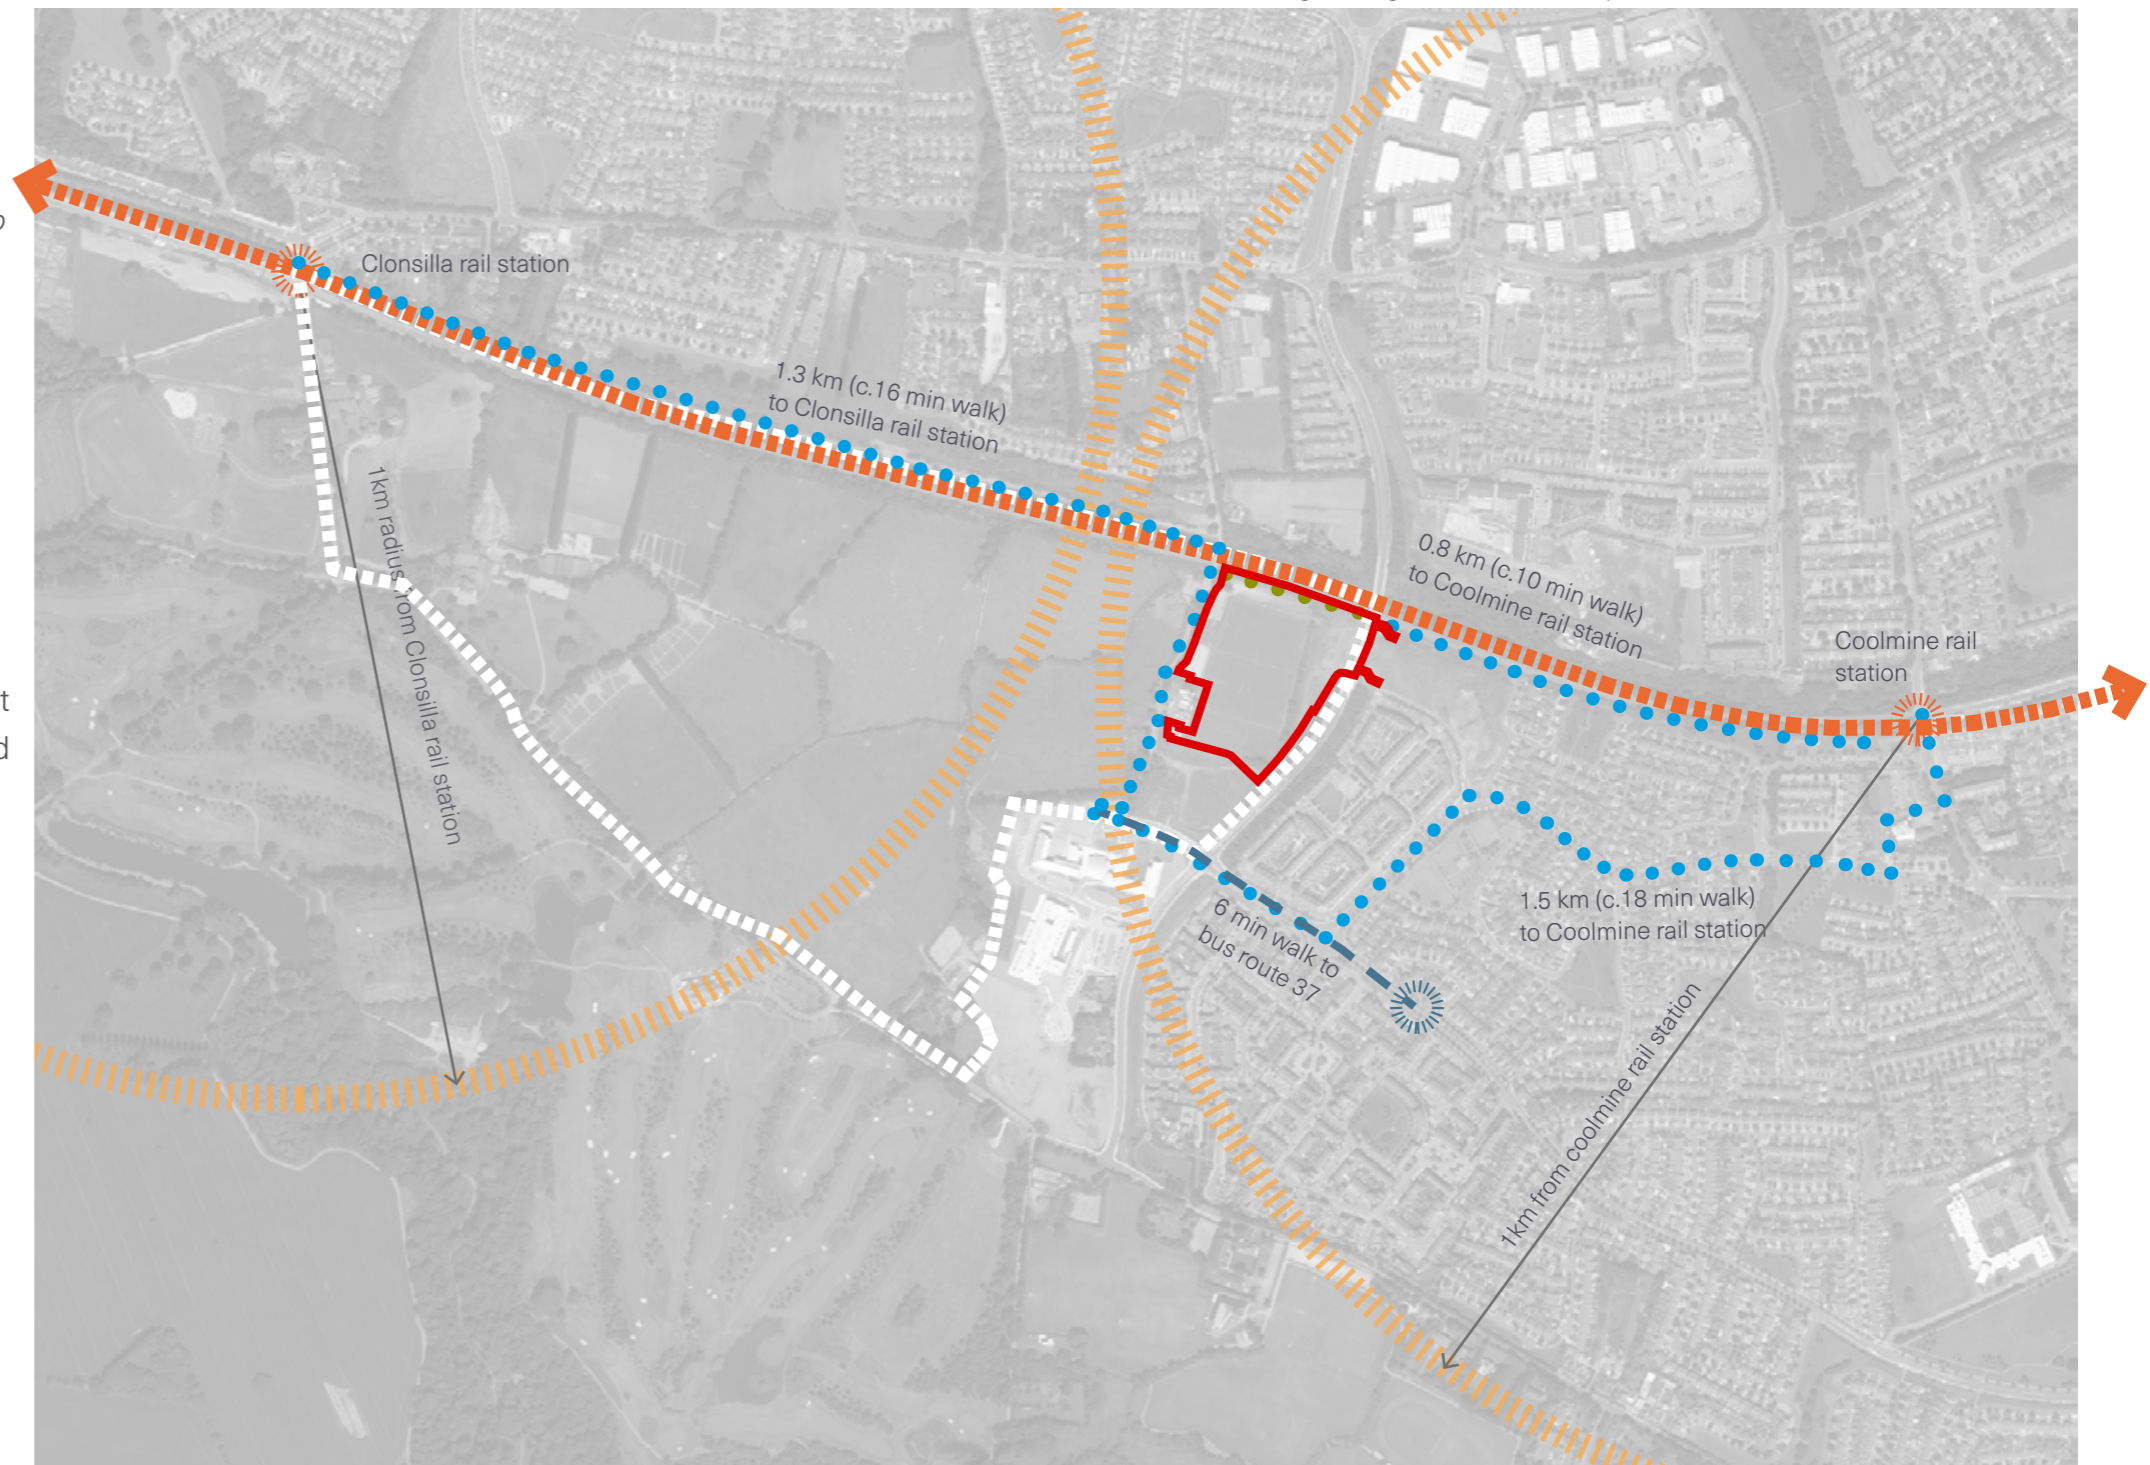 Clonsilla rail station
1.3 km (c.16 min walk)
to Clonsilla rail station
1km radius from Clonsilla rail station
0.8 km (c.10 min walk)
to Coolmine rail station
Coolmine rail
station
t
d
1.5 km (c.18 min walk)
to Coolmine rail station
6 min walk to
bus route 37
1km from coolmine rail station